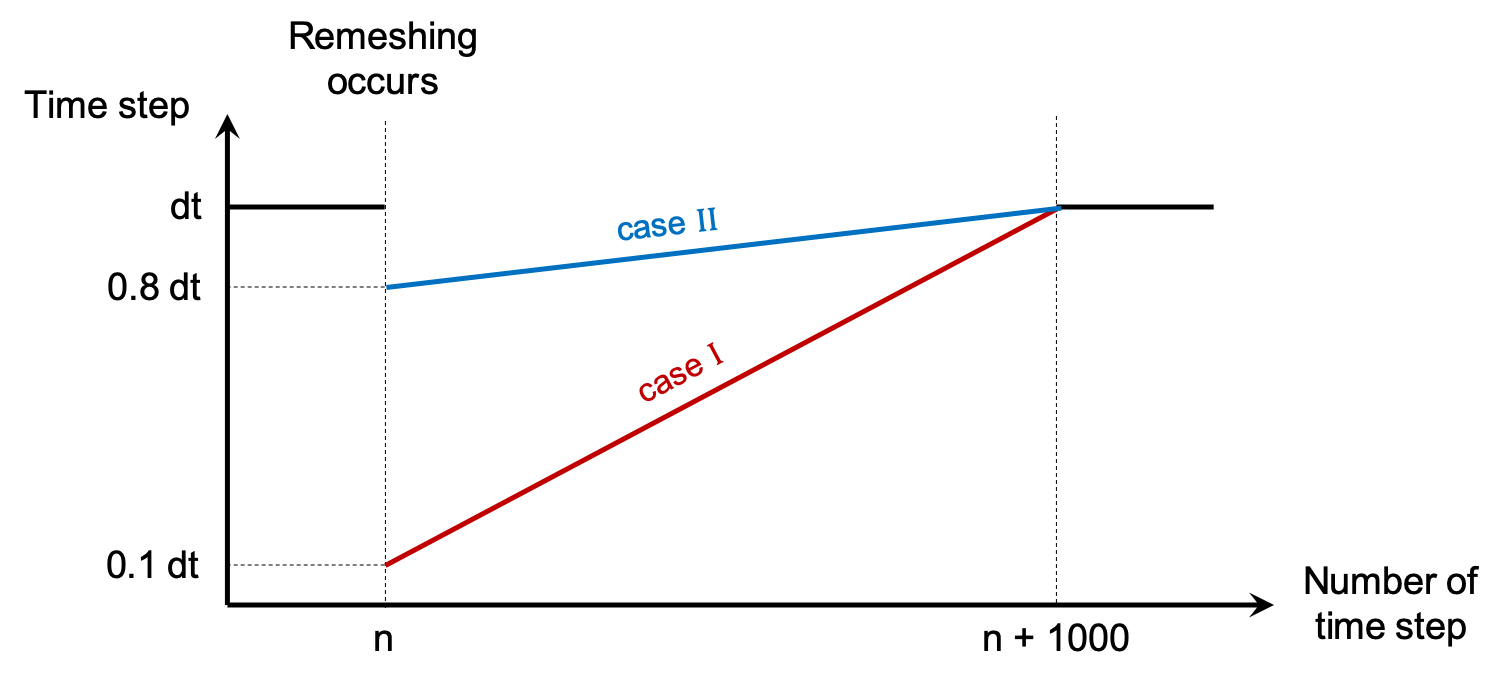 Remeshing
occurs
Time step
dt
case II
0.8 dt
case I
0.1 dt
Number of
time step
n
n + 1000